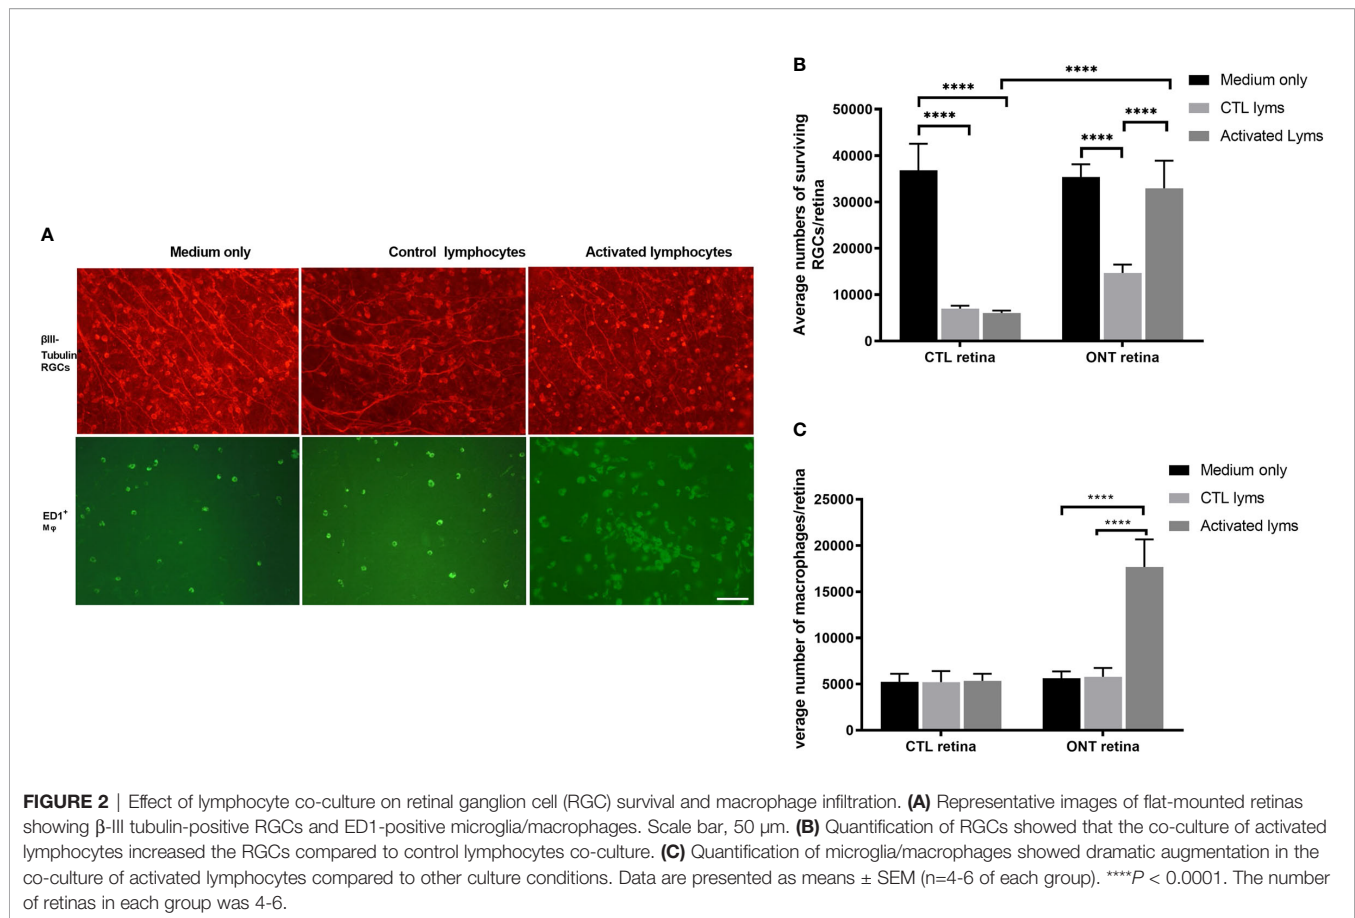 A
Medium only
Control lymphocytes
Activated lymphocytes
βIII-
Tubulin
RGCs
ED1+
Mφ
B
Medium only
CTL lyms
Activated Lyms
****
****
****
****
****
Average numbers of surviving
RGCs/retina
50000
40000
30000
20000
10000
0
CTL retina
ONT retina
C
Medium only
CTL lyms
Activated lyms
****
****
verage number of macrophages/retina
25000
20000
15000
10000
5000
0
CTL retina
ONT retina
FIGURE 2 | Effect of lymphocyte co-culture on retinal ganglion cell (RGC) survival and macrophage infiltration. (A) Representative images of flat-mounted retinas
showing β-III tubulin-positive RGCs and ED1-positive microglia/macrophages. Scale bar, 50 μm. (B) Quantification of RGCs showed that the co-culture of activated
lymphocytes increased the RGCs compared to control lymphocytes co-culture. (C) Quantification of microglia/macrophages showed dramatic augmentation in the
co-culture of activated lymphocytes compared to other culture conditions. Data are presented as means ± SEM (n=4-6 of each group). ****P < 0.0001. The number
of retinas in each group was 4-6.